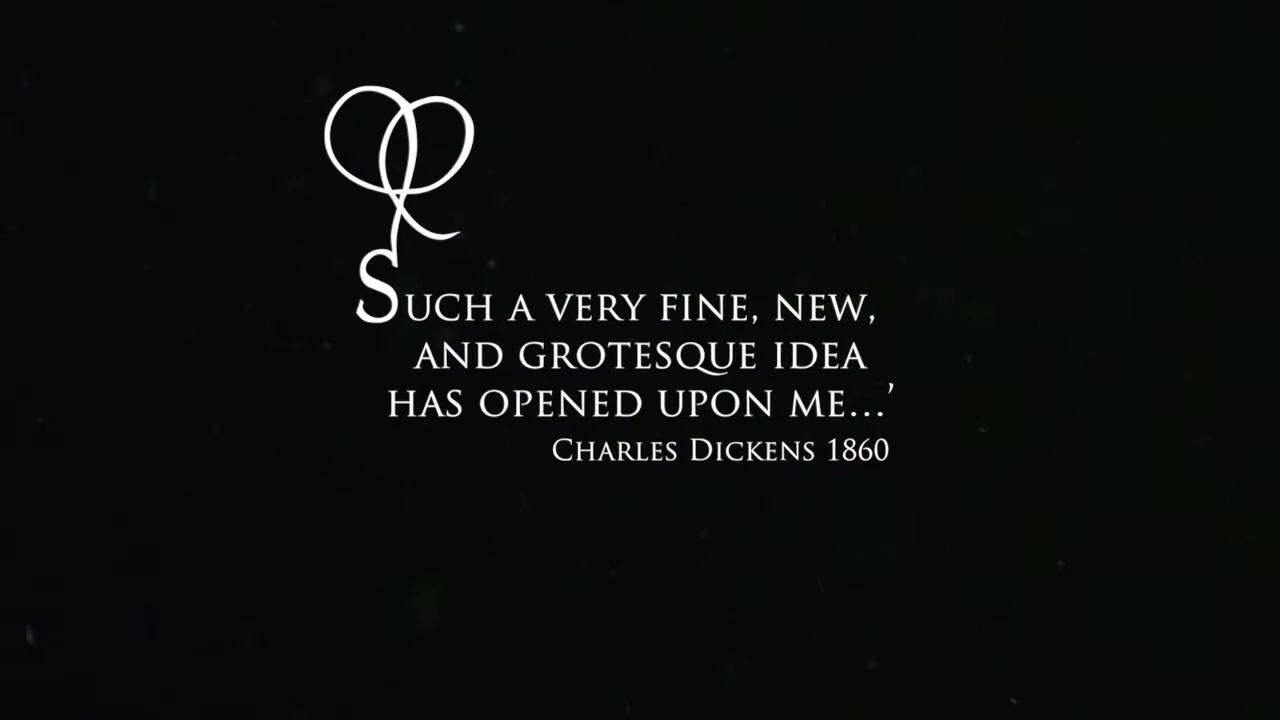 Such a very fine, new,
and grotesque idea
has opened upon me...’
Charles Dickens 1860